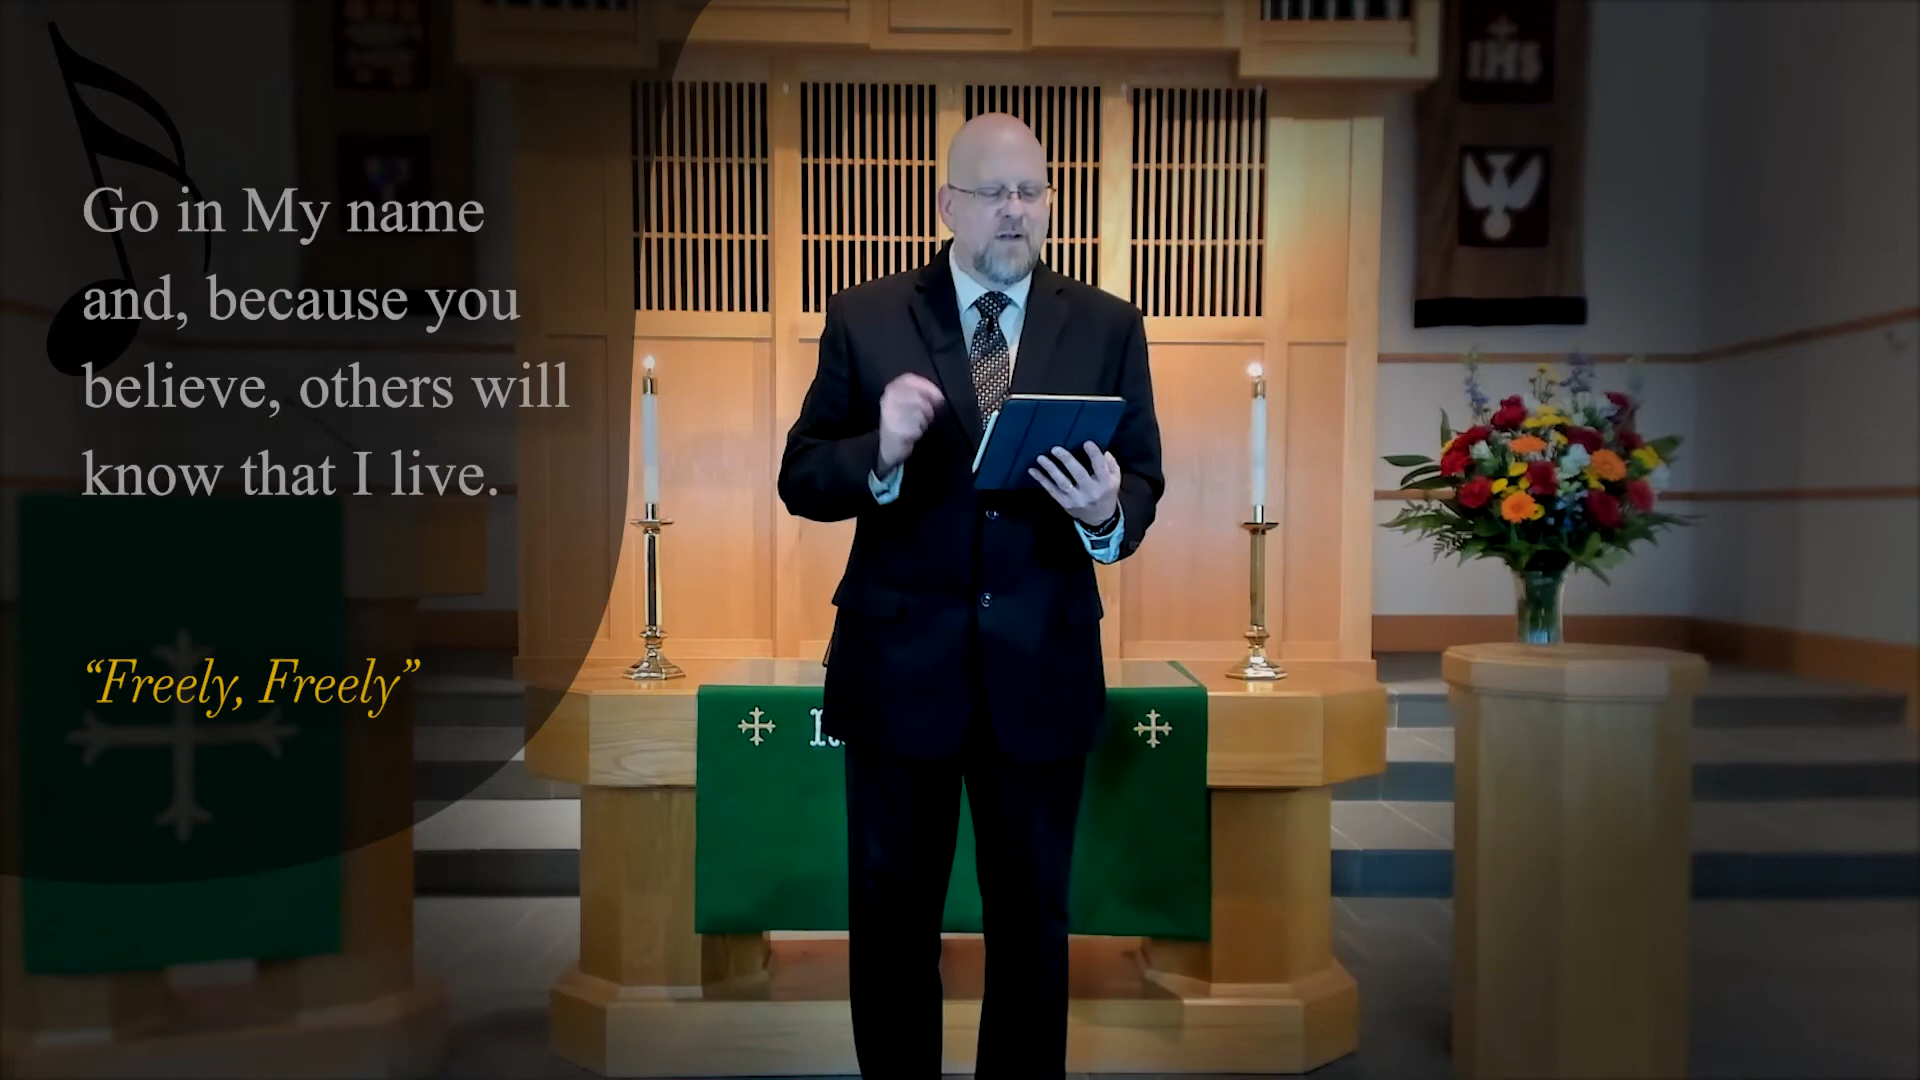 Go in My name
and, because you
believe, others will
know that I live.
“Freely, Freely”
IHS